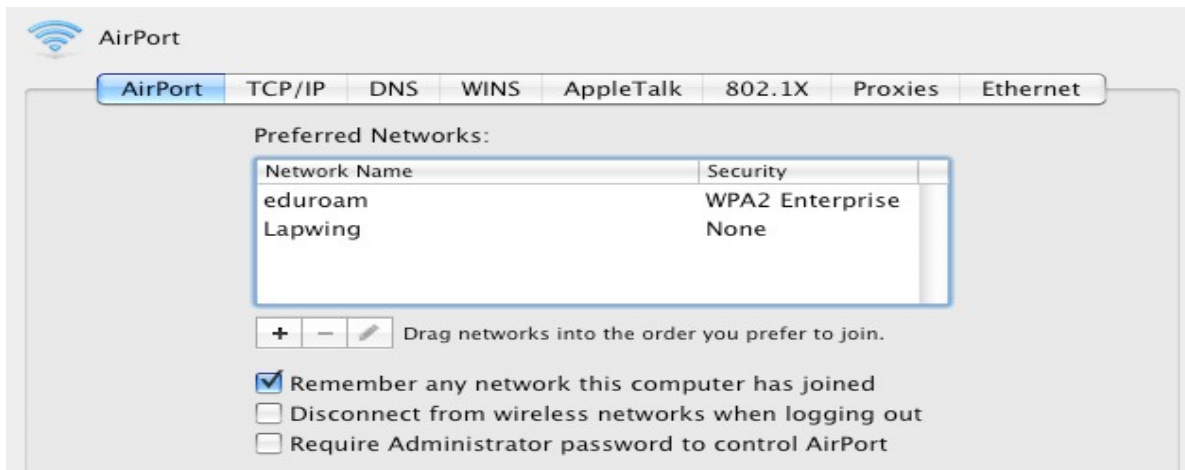 AirPort
AirPort TCP/IP DNS WINS AppleTalk 802.1X Proxies Ethernet
Preferred Networks:
Network Name Security
eduroam WPA2 Enterprise
Lapwing None
+ − Drag networks into the order you prefer to join.
Remember any network this computer has joined
Disconnect from wireless networks when logging out
Require Administrator password to control AirPort